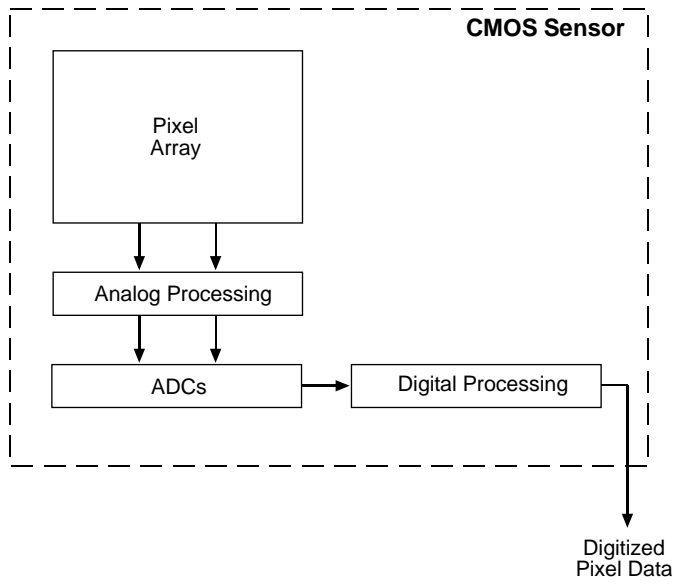 CMOS Sensor
Pixel
Array
Analog Processing
ADCs
Digital Processing
Digitized
Pixel Data